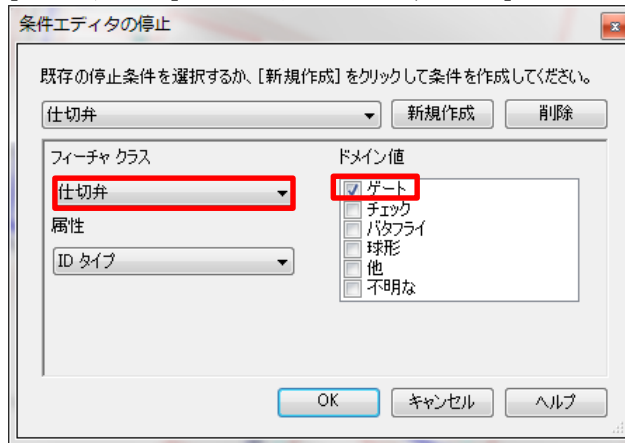 条件エディタの停止
既存の停止条件を選択するか、[新規作成] をクリックして条件を作成してください。
仕切弁
新規作成
削除
フィーチャ クラス
ドメイン値
仕切弁
ゲート
チェック
バタフライ
球形
他
不明な
属性
ID タイプ
OK
キャンセル
ヘルプ